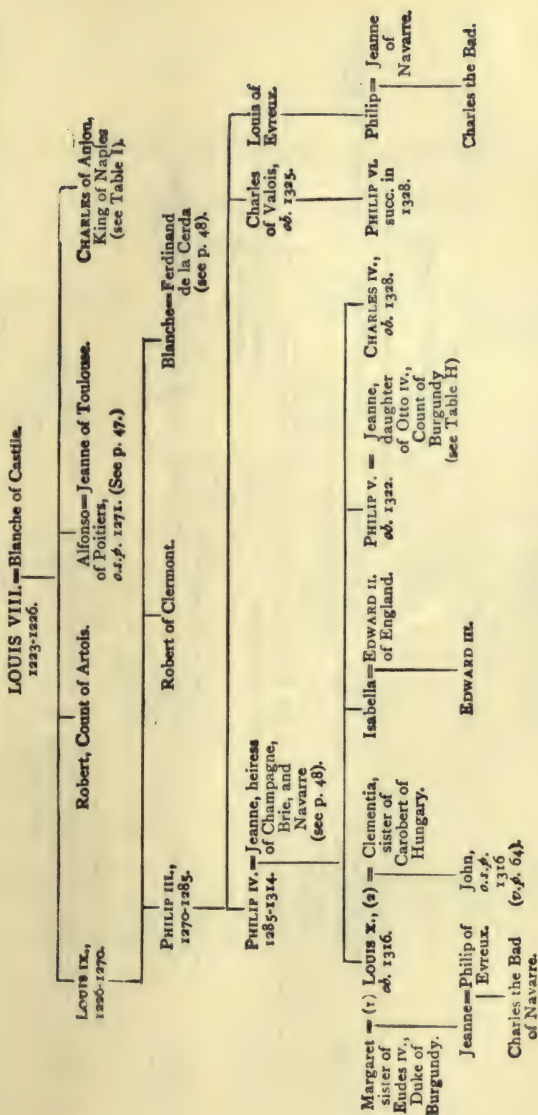 LOUIS VIII.=Blanche of Castile.
1223-1226.
LOUIS IX.,
1226-1270.
Robert, Count of Artois.
Alfonso=Jeanne of Toulouse.
of Poitiers,
o.s.p. 1271. (See p. 47.)
CHARLES of Anjou,
King of Naples
(see Table I).
PHILIP III.,
1270-1285.
Robert of Clermont.
Blanche=Ferdinand
de la Cerda
(see p. 48).
PHILIP IV.=Jeanne, heiress
1285-1314. of Champagne,
Brie, and
Navarre
(see p. 48).
Charles
of Valois,
ob. 1325.
Louis of
Evreux.
Margaret = (1) LOUIS X., (2) = Clementia,
sister of
Eudes IV.,
Duke of
Burgundy.
ob. 1316.
sister of
Carobert of
Hungary.
Isabella=EDWARD II.
of England.
PHILIP V. = Jeanne,
ob. 1322.
daughter
of Otto IV.,
Count of
Burgundy
(see Table H)
CHARLES IV.,
ob. 1328.
PHILIP VI.
succ. in
1328.
Philip=Jeanne
of
Navarre.
Jeanne=Philip of
Evreux.
John,
o.s.p.
1316
(v.p. 64).
EDWARD III.
Charles the Bad.
Charles the Bad
of Navarre.